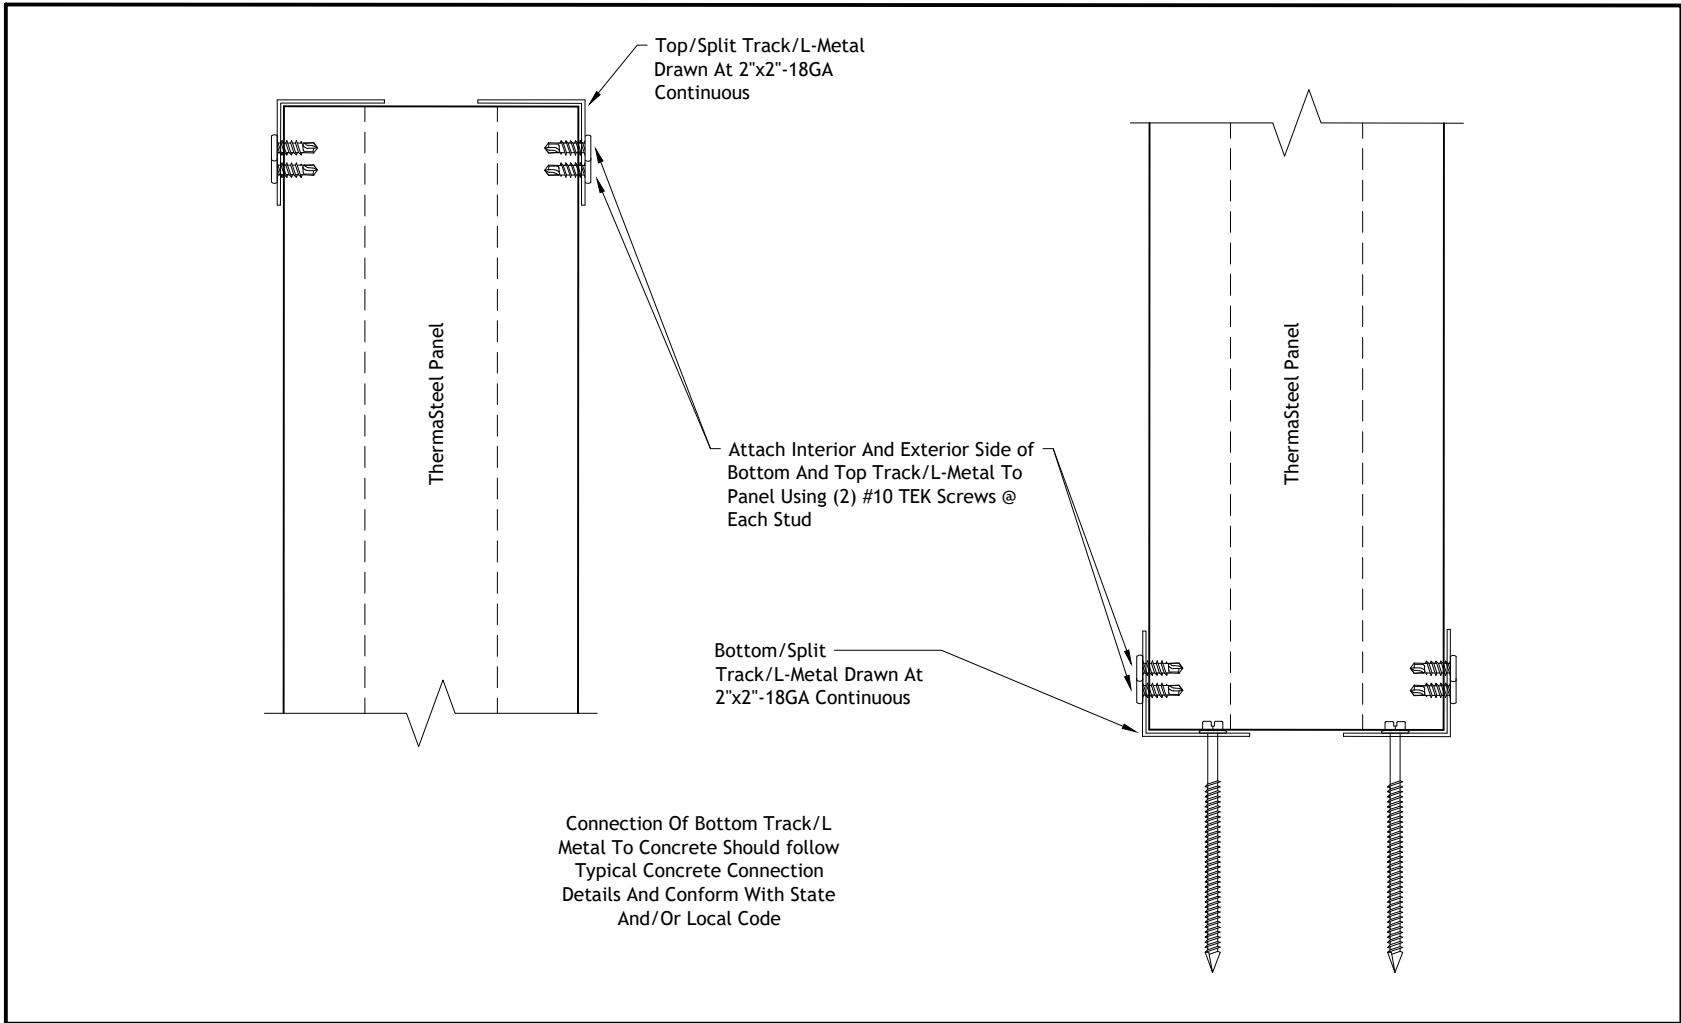 Top/Split Track/L-Metal
Drawn At 2"x2"-18GA
Continuous
ThermaSteel Panel
ThermaSteel Panel
Attach Interior And Exterior Side of
Bottom And Top Track/L-Metal To
Panel Using (2) #10 TEK Screws @
Each Stud
Bottom/Split
Track/L-Metal Drawn At
2"x2"-18GA Continuous
Connection Of Bottom Track/L
Metal To Concrete Should follow
Typical Concrete Connection
Details And Conform With State
And/Or Local Code